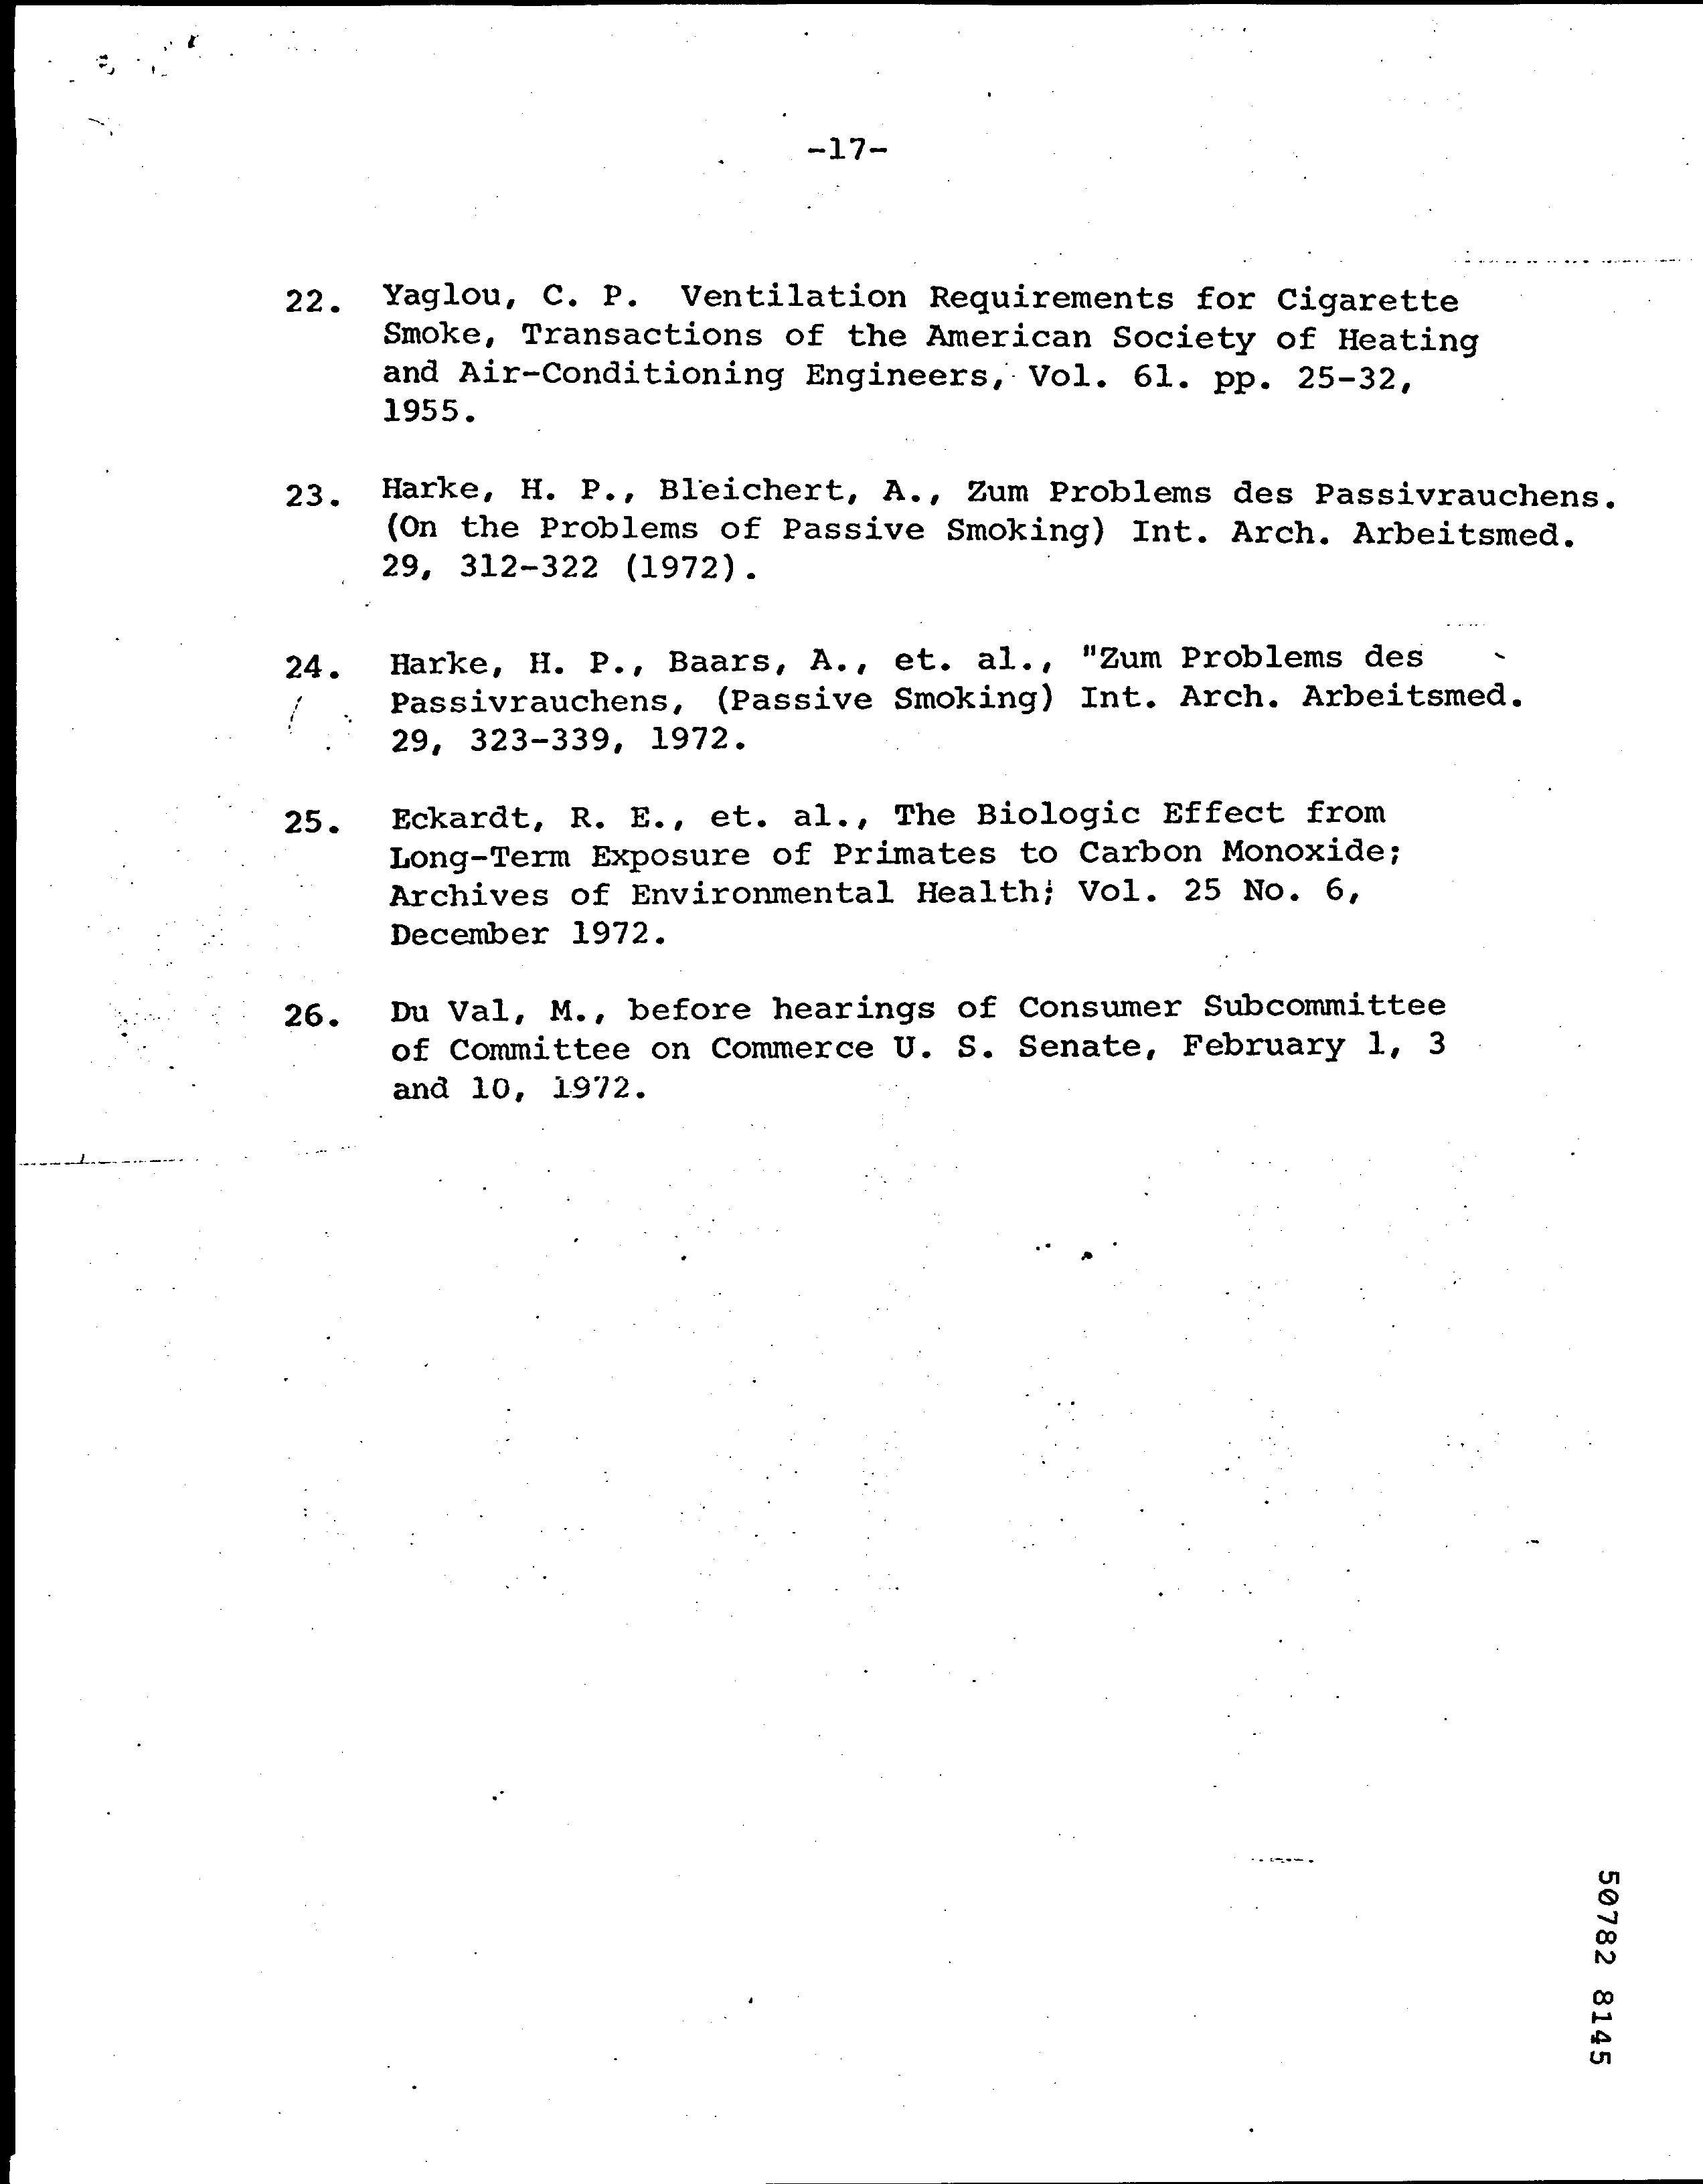 -17-
22. Yaglou, C. P. Ventilation Requirements for Cigarette
Smoke, Transactions of the American Society of Heating
and Air-Conditioning Engineers, Vol. 61. pp. 25-32,
1955.
23. Harke, H. P., Bleichert, A., Zum Problems des Passivrauchens.
(On the Problems of Passive Smoking) Int. Arch. Arbeitsmed.
29, 312-322 (1972).
24. Harke, H. P., Baars, A., et. al., "Zum Problems des
Passivrauchens, (Passive Smoking) Int. Arch. Arbeitsmed.
29, 323-339, 1972.
25. Eckardt, R. E., et. al., The Biologic Effect from
Long-Term Exposure of Primates to Carbon Monoxide;
Archives of Environmental Health; Vol. 25 No. 6,
December 1972.
26. Du Val, M., before hearings of Consumer Subcommittee
of Committee on Commerce U. S. Senate, February 1, 3
and 10, 1972.
50782 8145